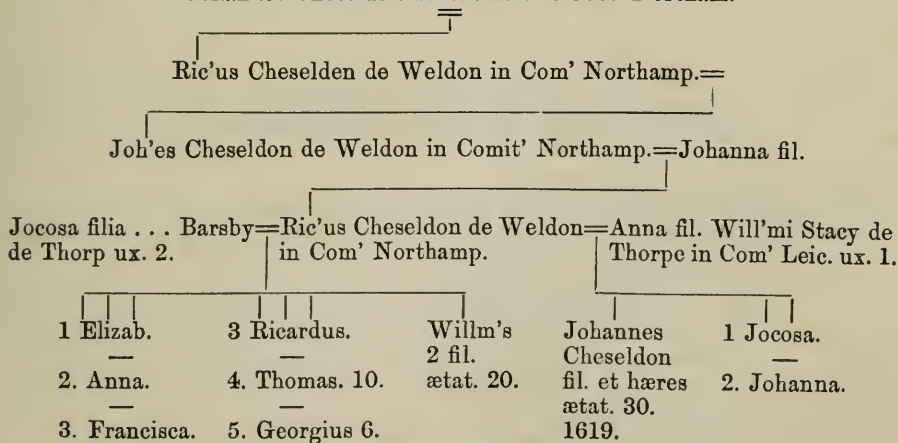 Ric'us Cheselden de Weldon in Com' Northamp.=
Joh'es Cheseldon de Weldon in Comit' Northamp.=Johanna fil.
Jocosa filia . . . Barsby=Ric'us Cheseldon de Weldon=Anna fil. Will'mi Stacy de
de Thorp ux. 2. in Com' Northamp. Thorpe in Com' Leic. ux. 1.
1 Elizab. 3 Ricardus. Willm's Johannes 1 Jocosa.
— — 2 fil. Cheseldon —
2. Anna. 4. Thomas. 10. ætat. 20. fil. et hæres 2. Johanna.
— — ætat. 30.
3. Francisca. 5. Georgius 6. 1619.